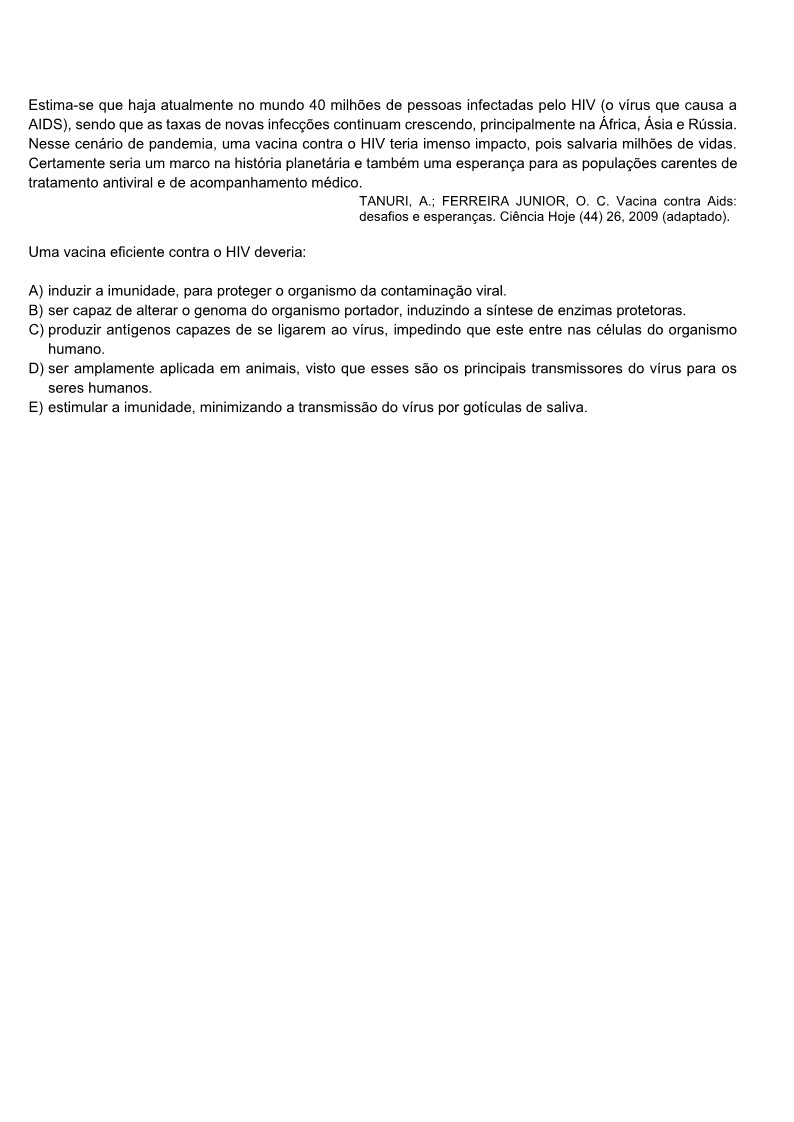 Estima-se que haja atualmente no mundo 40 milhões de pessoas infectadas pelo HIV (o vírus que causa a
AIDS), sendo que as taxas de novas infecções continuam crescendo, principalmente na África, Ásia e Rússia.
Nesse cenário de pandemia, uma vacina contra o HIV teria imenso impacto, pois salvaria milhões de vidas.
Certamente seria um marco na história planetária e também uma esperança para as populações carentes de
tratamento antiviral e de acompanhamento médico.
TANURI, A.; FERREIRA JUNIOR, O. C. Vacina contra Aids:
desafios e esperanças. Ciência Hoje (44) 26, 2009 (adaptado).
Uma vacina eficiente contra o HIV deveria:
A) induzir a imunidade, para proteger o organismo da contaminação viral.
B) ser capaz de alterar o genoma do organismo portador, induzindo a síntese de enzimas protetoras.
C) produzir antígenos capazes de se ligarem ao vírus, impedindo que este entre nas células do organismo
humano.
D) ser amplamente aplicada em animais, visto que esses são os principais transmissores do vírus para os
seres humanos.
E) estimular a imunidade, minimizando a transmissão do vírus por gotículas de saliva.